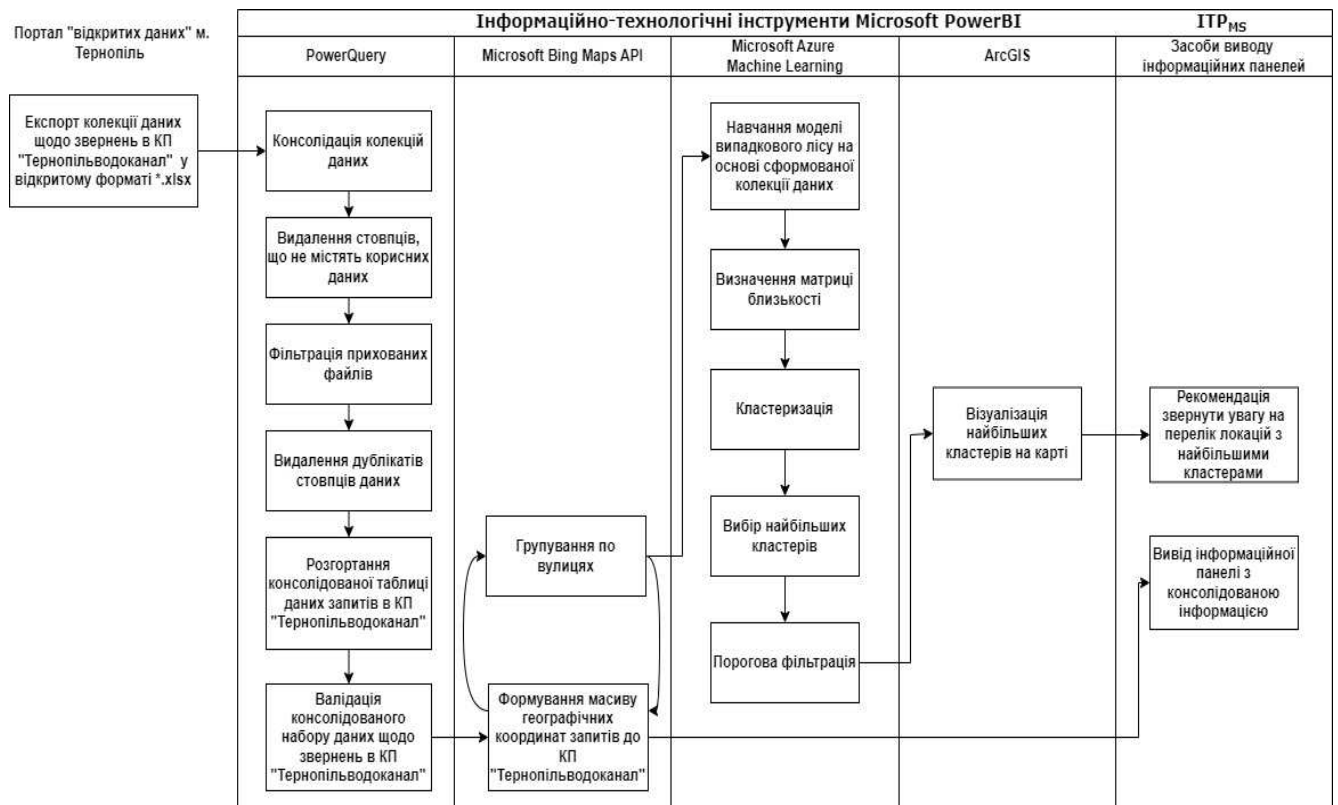 Портал "відкритих даних" м.
Тернопіль
Інформаційно-технологічні інструменти Microsoft PowerBI
ITP_MS
PowerQuery
Microsoft Bing Maps API
Microsoft Azure
Machine Learning
ArcGIS
Засоби виводу
інформаційних панелей
Експорт колекції даних
щодо звернень в КП
"Тернопільводоканал" у
відкритому форматі *.xlsx
Консолідація колекцій
даних
Видалення стовпців,
що не містять корисних
даних
Фільтрація прихованих
файлів
Видалення дублікатів
стовпців даних
Розгортання
консолідованої таблиці
даних запитів в КП
"Тернопільводоканал"
Валідація
консолідованого
набору даних щодо
звернень в КП
"Тернопільводоканал"
Групування по
вулицях
Формування масиву
географічних
координат запитів до
КП
"Тернопільводоканал"
Навчання моделі
випадкового лісу на
основі сформованої
колекції даних
Визначення матриці
близькості
Кластеризація
Вибір найбільших
кластерів
Порогова фільтрація
Візуалізація
найбільших
кластерів на карті
Рекомендація
звернути увагу на
перелік локацій з
найбільшими
кластерами
Вивід інформаційної
панелі з
консолідованою
інформацією